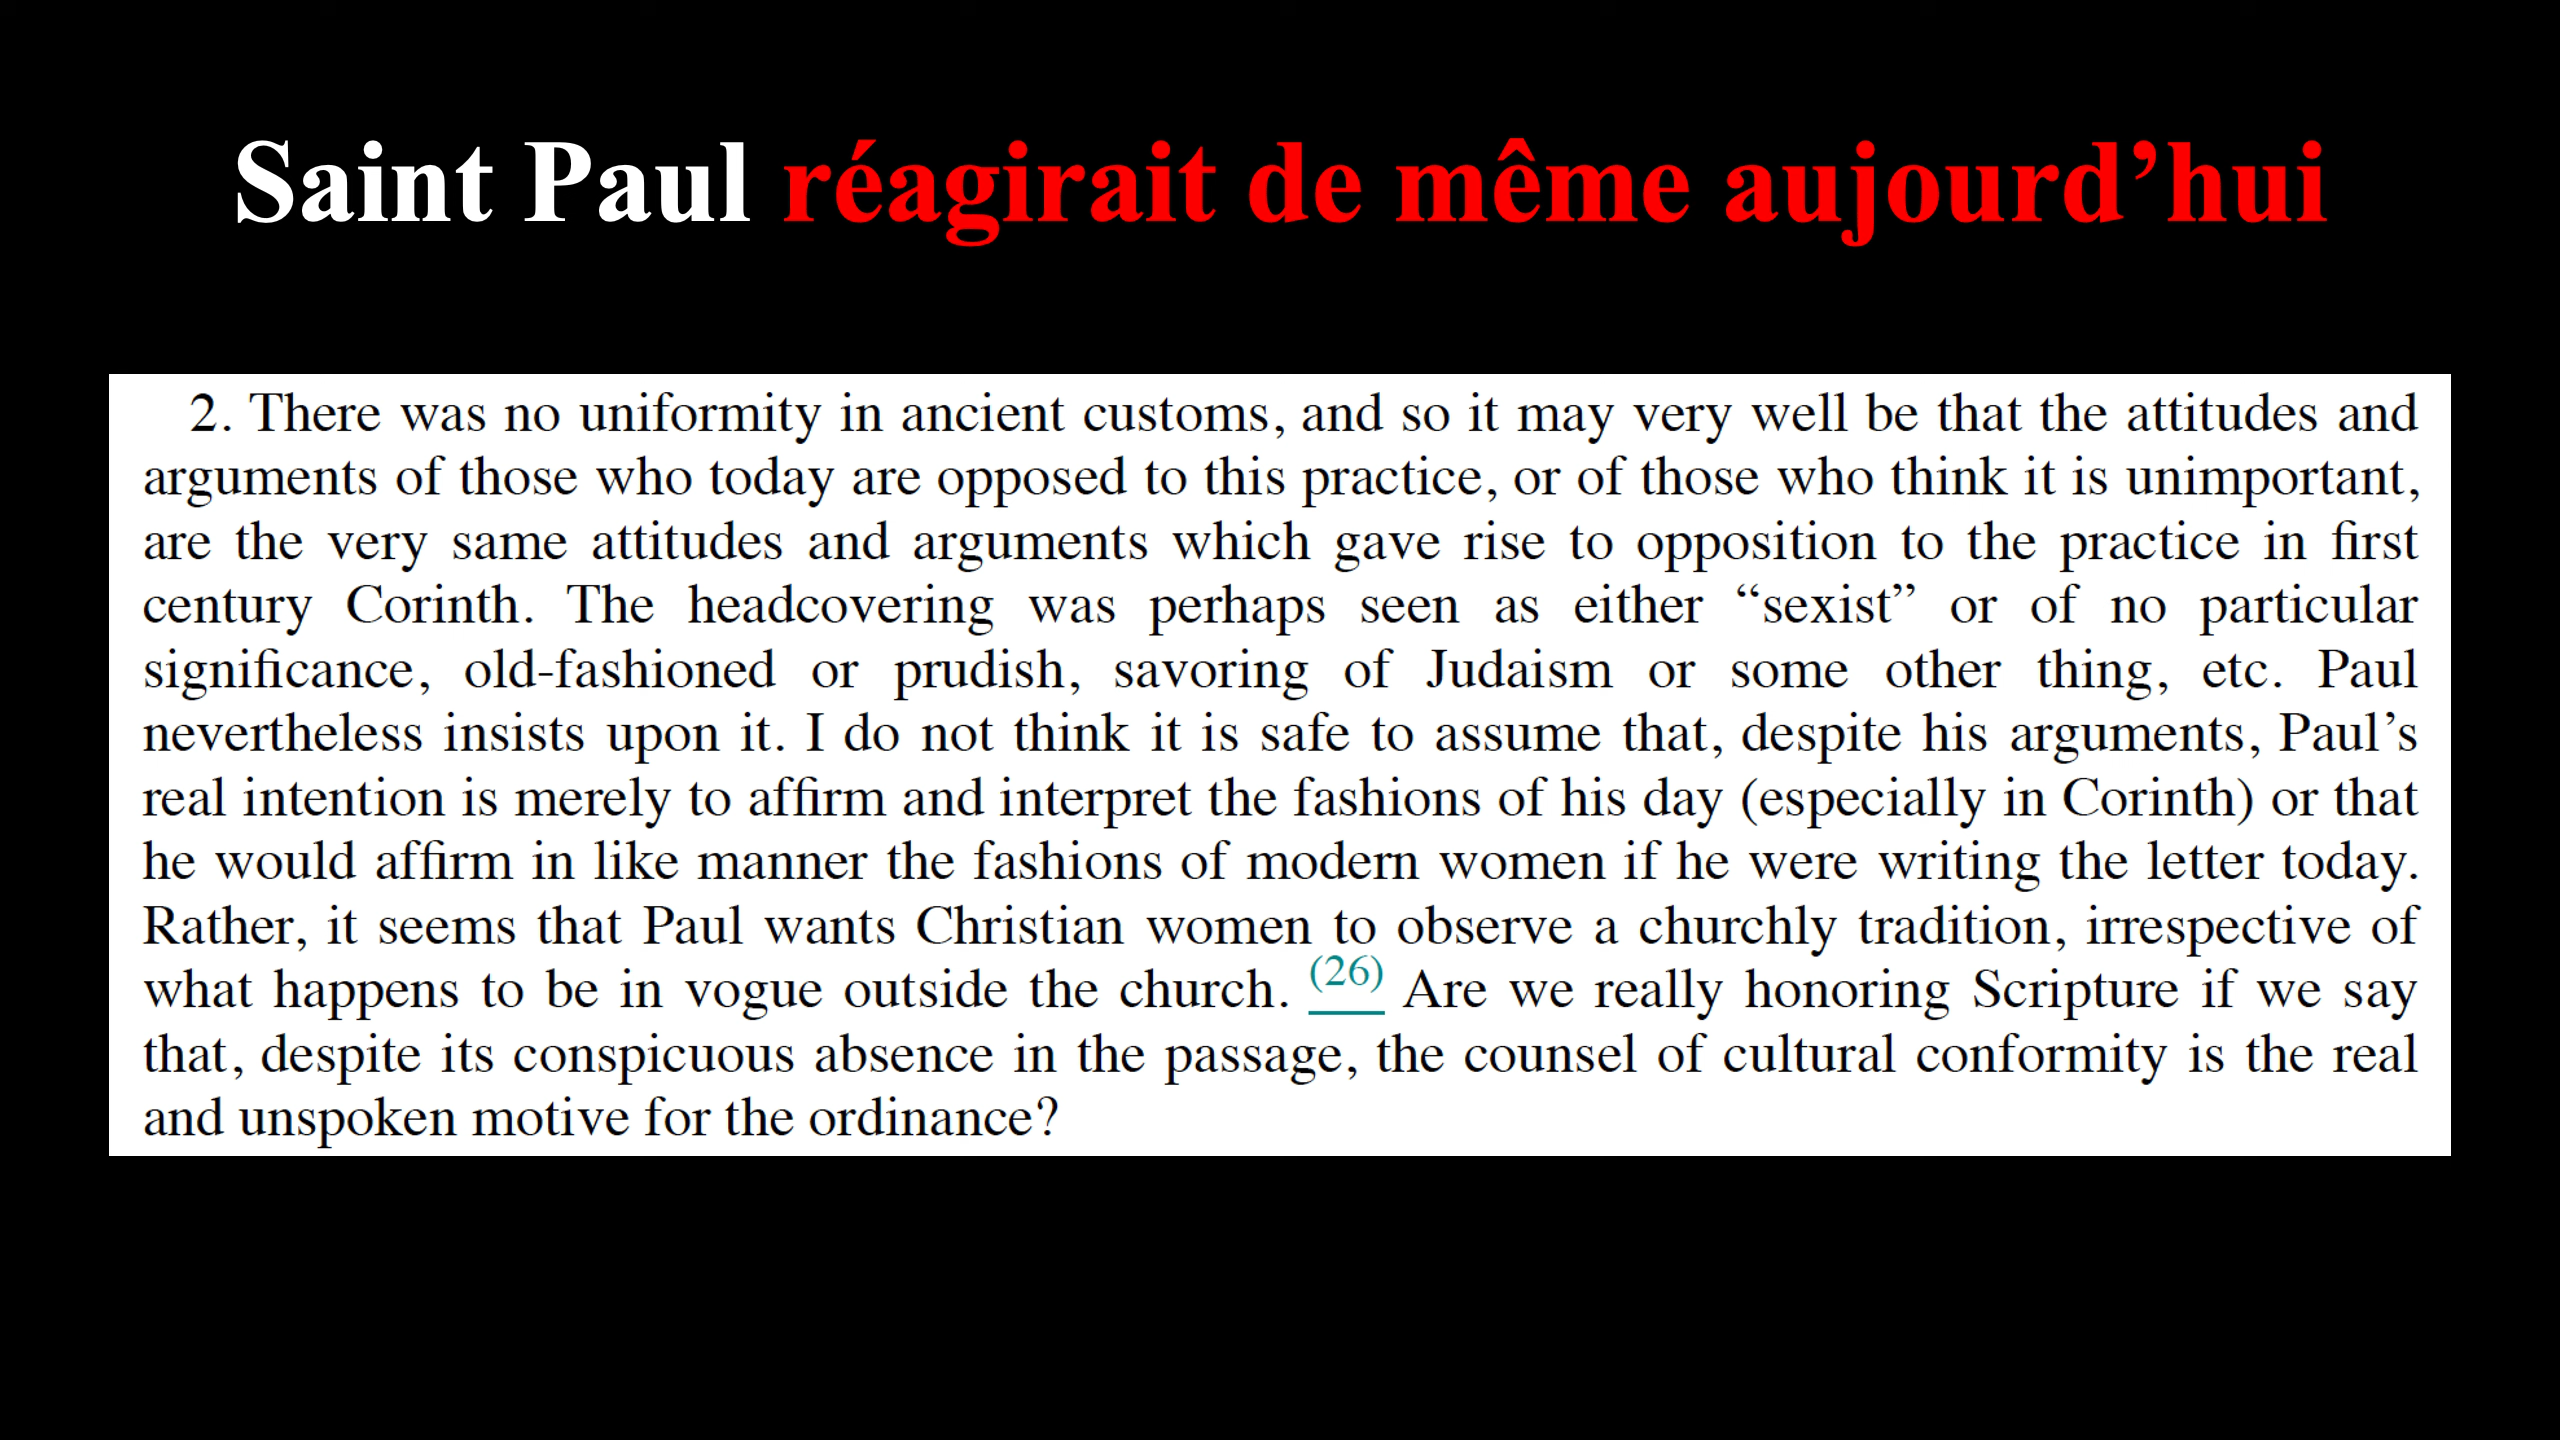 Saint Paul réagirait de même aujourd’hui
2. There was no uniformity in ancient customs, and so it may very well be that the attitudes and
arguments of those who today are opposed to this practice, or of those who think it is unimportant,
are the very same attitudes and arguments which gave rise to opposition to the practice in first
century Corinth. The headcovering was perhaps seen as either “sexist” or of no particular
significance, old-fashioned or prudish, savoring of Judaism or some other thing, etc. Paul
nevertheless insists upon it. I do not think it is safe to assume that, despite his arguments, Paul’s
real intention is merely to affirm and interpret the fashions of his day (especially in Corinth) or that
he would affirm in like manner the fashions of modern women if he were writing the letter today.
Rather, it seems that Paul wants Christian women to observe a churchly tradition, irrespective of
what happens to be in vogue outside the church. (26) Are we really honoring Scripture if we say
that, despite its conspicuous absence in the passage, the counsel of cultural conformity is the real
and unspoken motive for the ordinance?